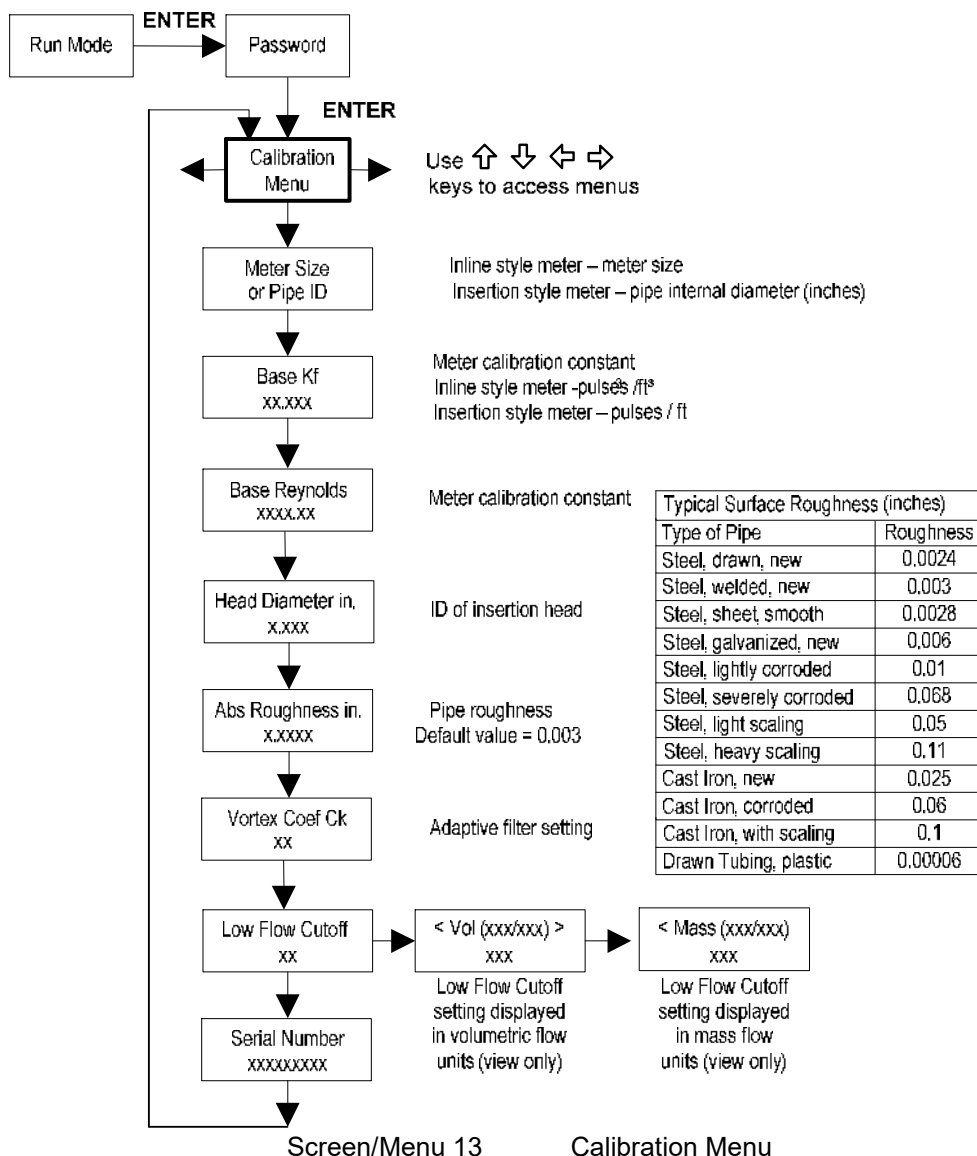 ENTER
Run Mode
Password
ENTER
Calibration
Menu
Use
keys to access menus
Meter Size
or Pipe ID
Inline style meter – meter size
Insertion style meter – pipe internal diameter (inches)
Base Kf
xx.xxx
Meter calibration constant
Inline style meter -pulses /ft³
Insertion style meter – pulses / ft
Base Reynolds
xxxx.xx
Meter calibration constant
Head Diameter in.
x.xxx
ID of insertion head
Abs Roughness in.
x.xxxx
Pipe roughness
Default value = 0.003
Vortex Coef Ck
xx
Adaptive filter setting
Typical Surface Roughness (inches)
Type of Pipe Roughness
Steel, drawn, new 0.0024
Steel, welded, new 0.003
Steel, sheet, smooth 0.0028
Steel, galvanized, new 0.006
Steel, lightly corroded 0.01
Steel, severely corroded 0.068
Steel, light scaling 0.05
Steel, heavy scaling 0.11
Cast Iron, new 0.025
Cast Iron, corroded 0.06
Cast Iron, with scaling 0.1
Drawn Tubing, plastic 0.00006
Low Flow Cutoff
xx
< Vol (xxx/xxx) >
xxx
< Mass (xxx/xxx)
xxx
Low Flow Cutoff
setting displayed
in volumetric flow
units (view only)
Low Flow Cutoff
setting displayed
in mass flow
units (view only)
Serial Number
xxxxxxxxx
Screen/Menu 13 Calibration Menu